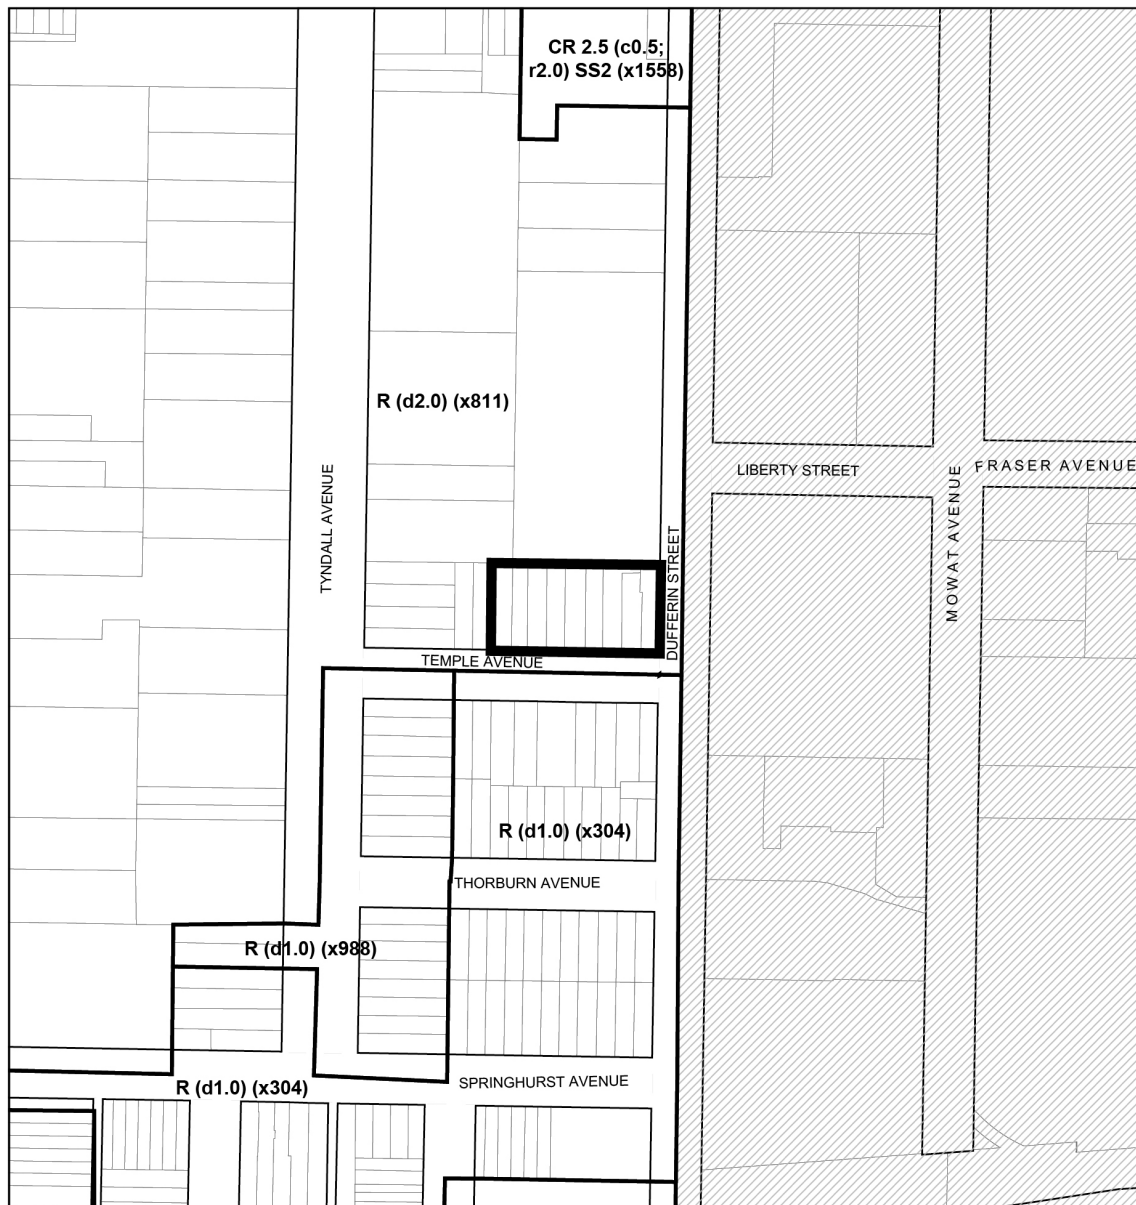 CR 2.5 (c0.5;
r2.0) SS2 (x1558)
R (d2.0) (x811)
LIBERTY STREET
FRASER AVENUE
TYNDALL AVENUE
MOWAT AVENUE
DUFFERIN STREET
TEMPLE AVENUE
R (d1.0) (x304)
THORBURN AVENUE
R (d1.0) (x988)
SPRINGHURST AVENUE
R (d1.0) (x304)